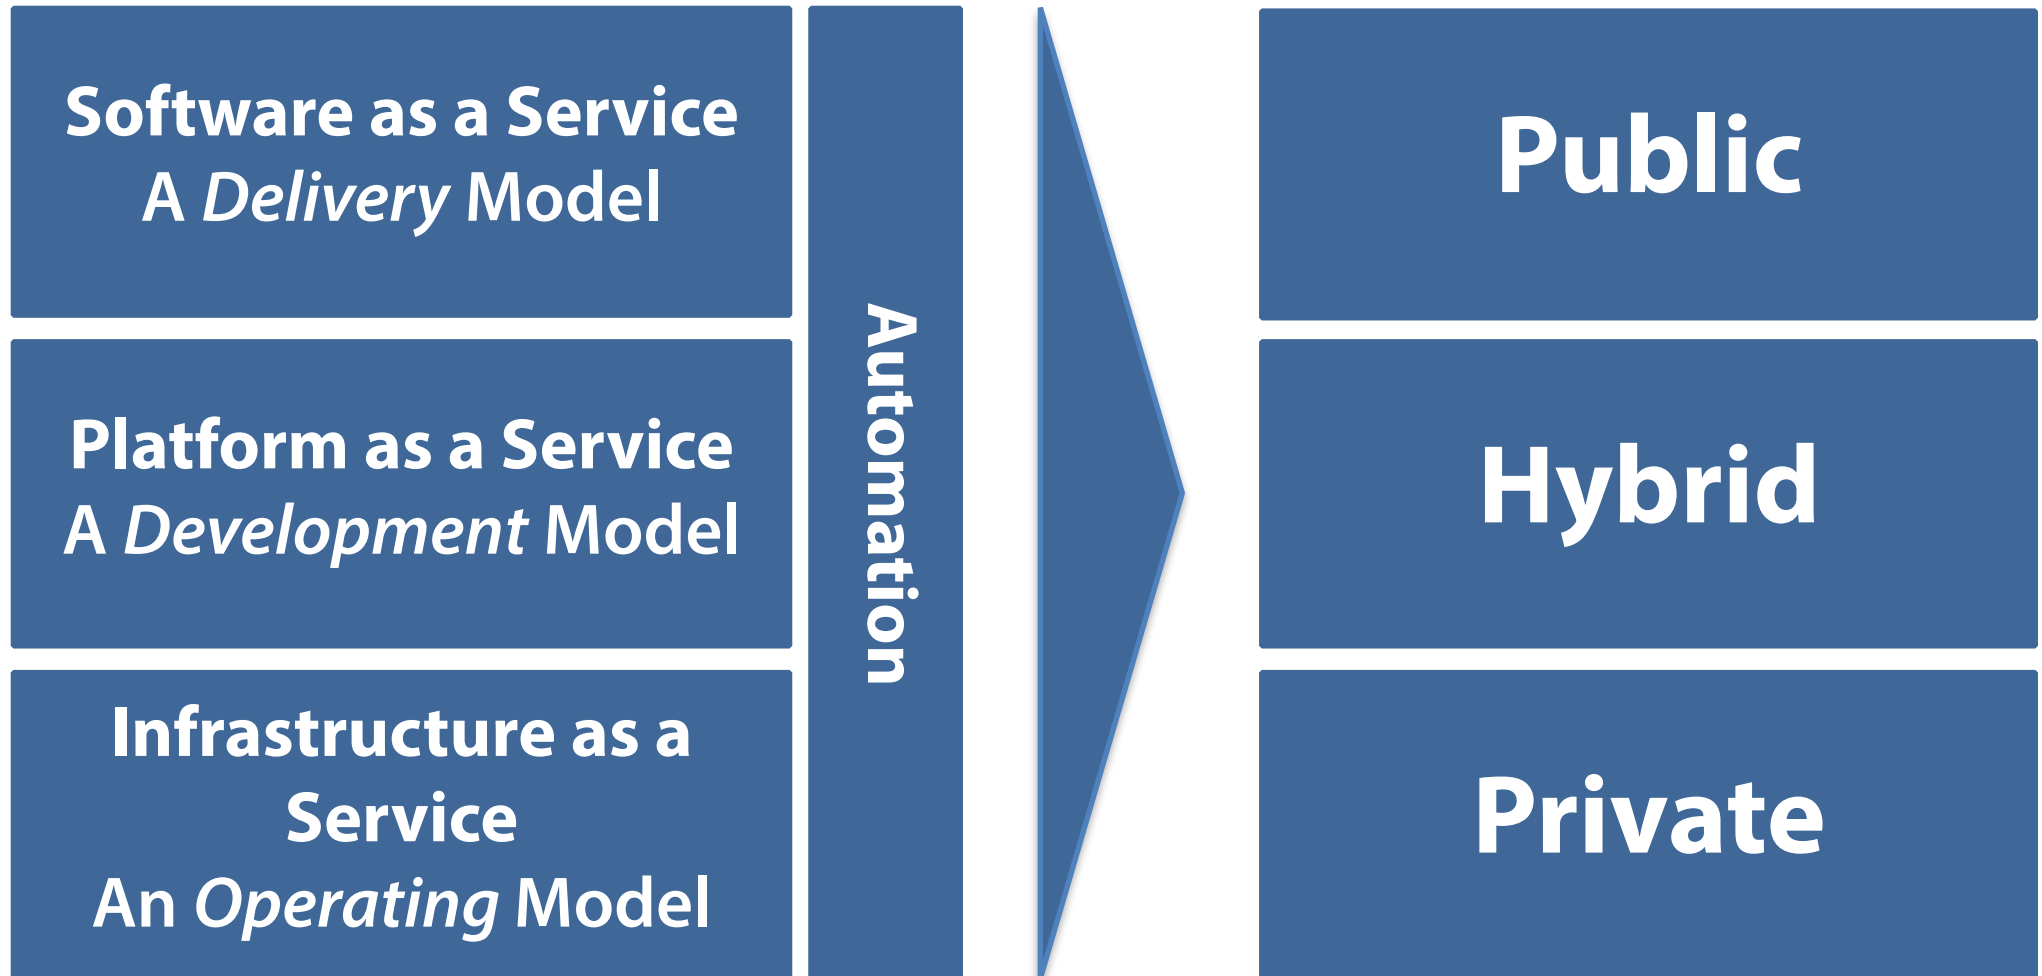 Software as a Service
A Delivery Model
Platform as a Service
A Development Model
Infrastructure as a
Service
An Operating Model
Automation
Public
Hybrid
Private